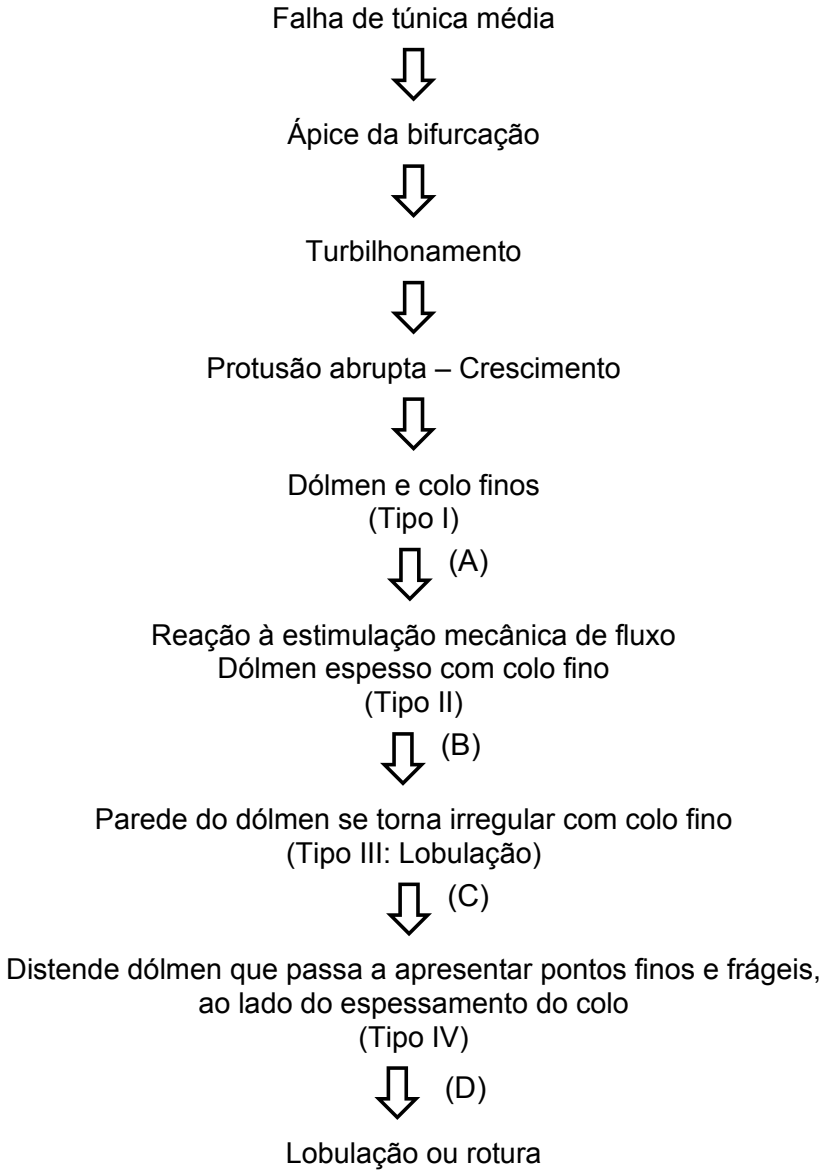 Falha de túnica média
Ápice da bifurcação
Turbilhonamento
Protusão abrupta – Crescimento
Dólmen e colo finos
(Tipo I)
(A)
Reação à estimulação mecânica de fluxo
Dólmen espesso com colo fino
(Tipo II)
(B)
Parede do dólmen se torna irregular com colo fino
(Tipo III: Lobulação)
(C)
Distende dólmen que passa a apresentar pontos finos e frágeis,
ao lado do espessamento do colo
(Tipo IV)
(D)
Lobulação ou rotura